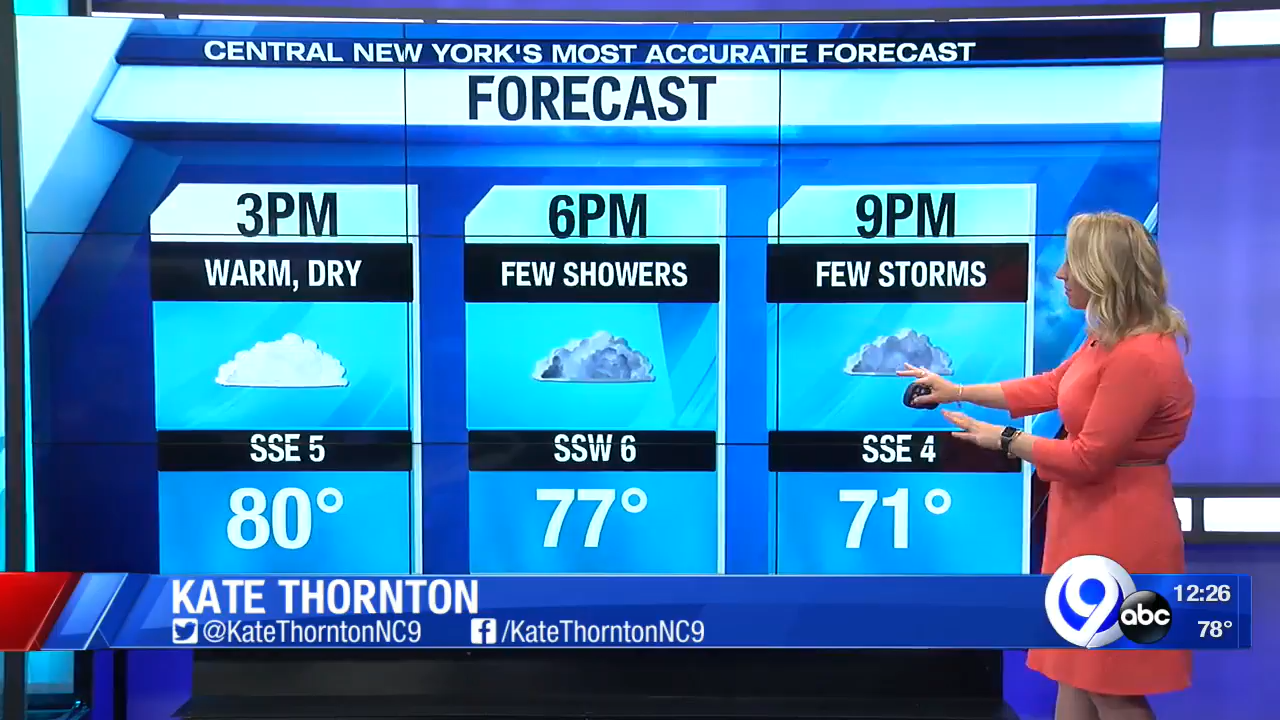 CENTRAL NEW YORK'S MOST ACCURATE FORECAST
FORECAST
3PM
WARM, DRY
SSE 5
80°
6PM
FEW SHOWERS
SSW 6
77°
9PM
FEW STORMS
SSE 4
71°
KATE THORNTON
@KateThorntonNC9
/KateThorntonNC9
9
abc
12:26
78°